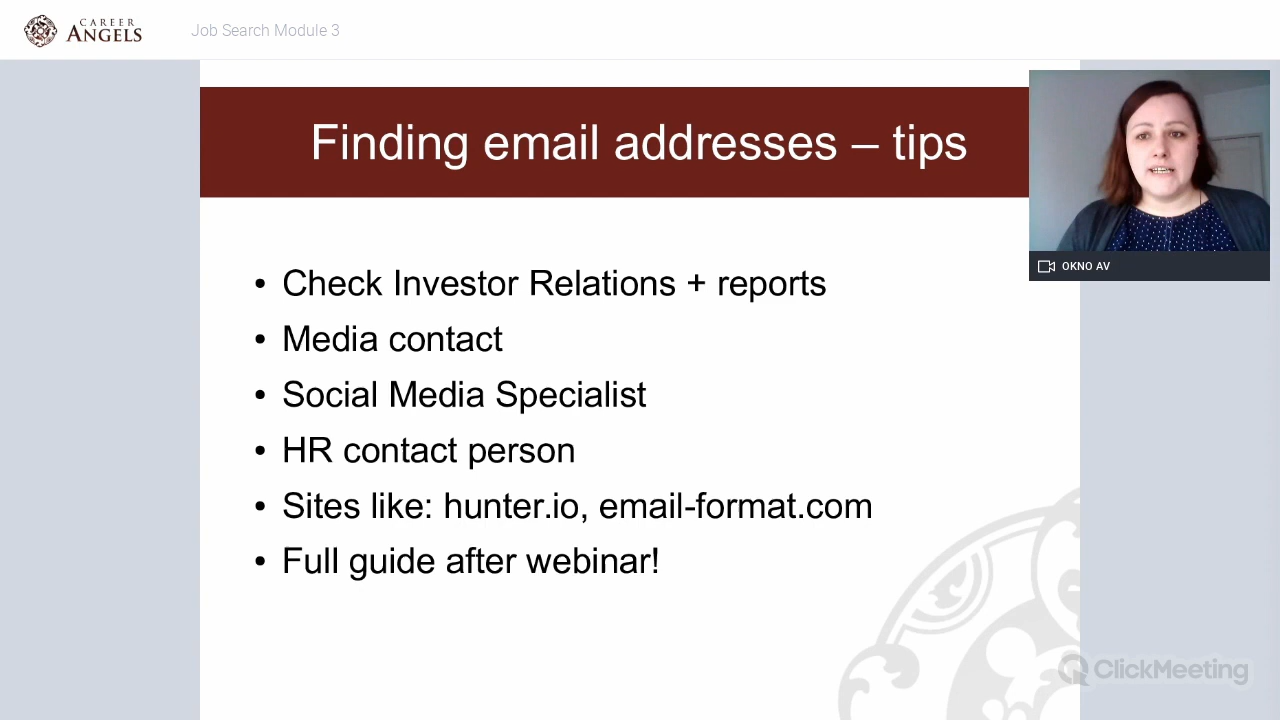 CAREER
ANGELS
Job Search Module 3
Finding email addresses – tips
• Check Investor Relations + reports
• Media contact
• Social Media Specialist
• HR contact person
• Sites like: hunter.io, email-format.com
• Full guide after webinar!
OKNO AV
ClickMeeting